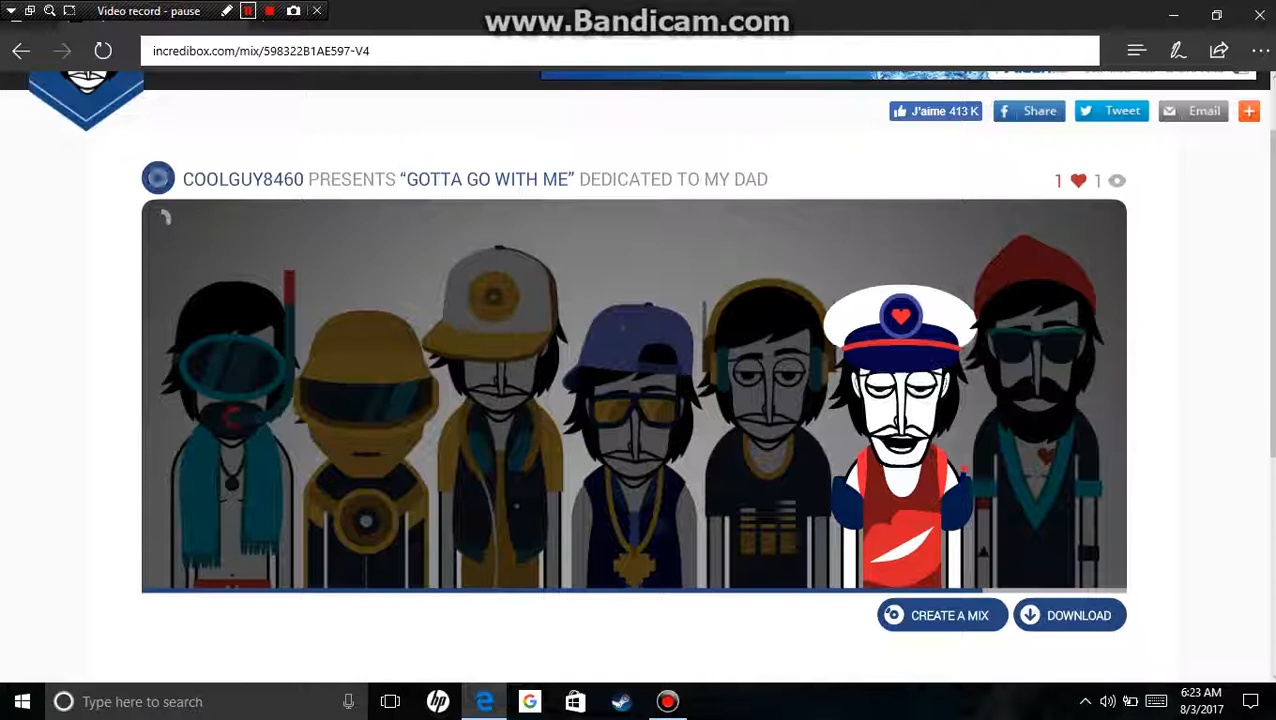 Video record - pause
www.Bandicam.com
incredibox.com/mix/598322B1AE597-V4
J'aime 413 K
Share
Tweet
Email
COOLGUY8460 PRESENTS “GOTTA GO WITH ME” DEDICATED TO MY DAD
1 1
CREATE A MIX
DOWNLOAD
Type here to search
hp
G
6:23 AM
8/3/2017